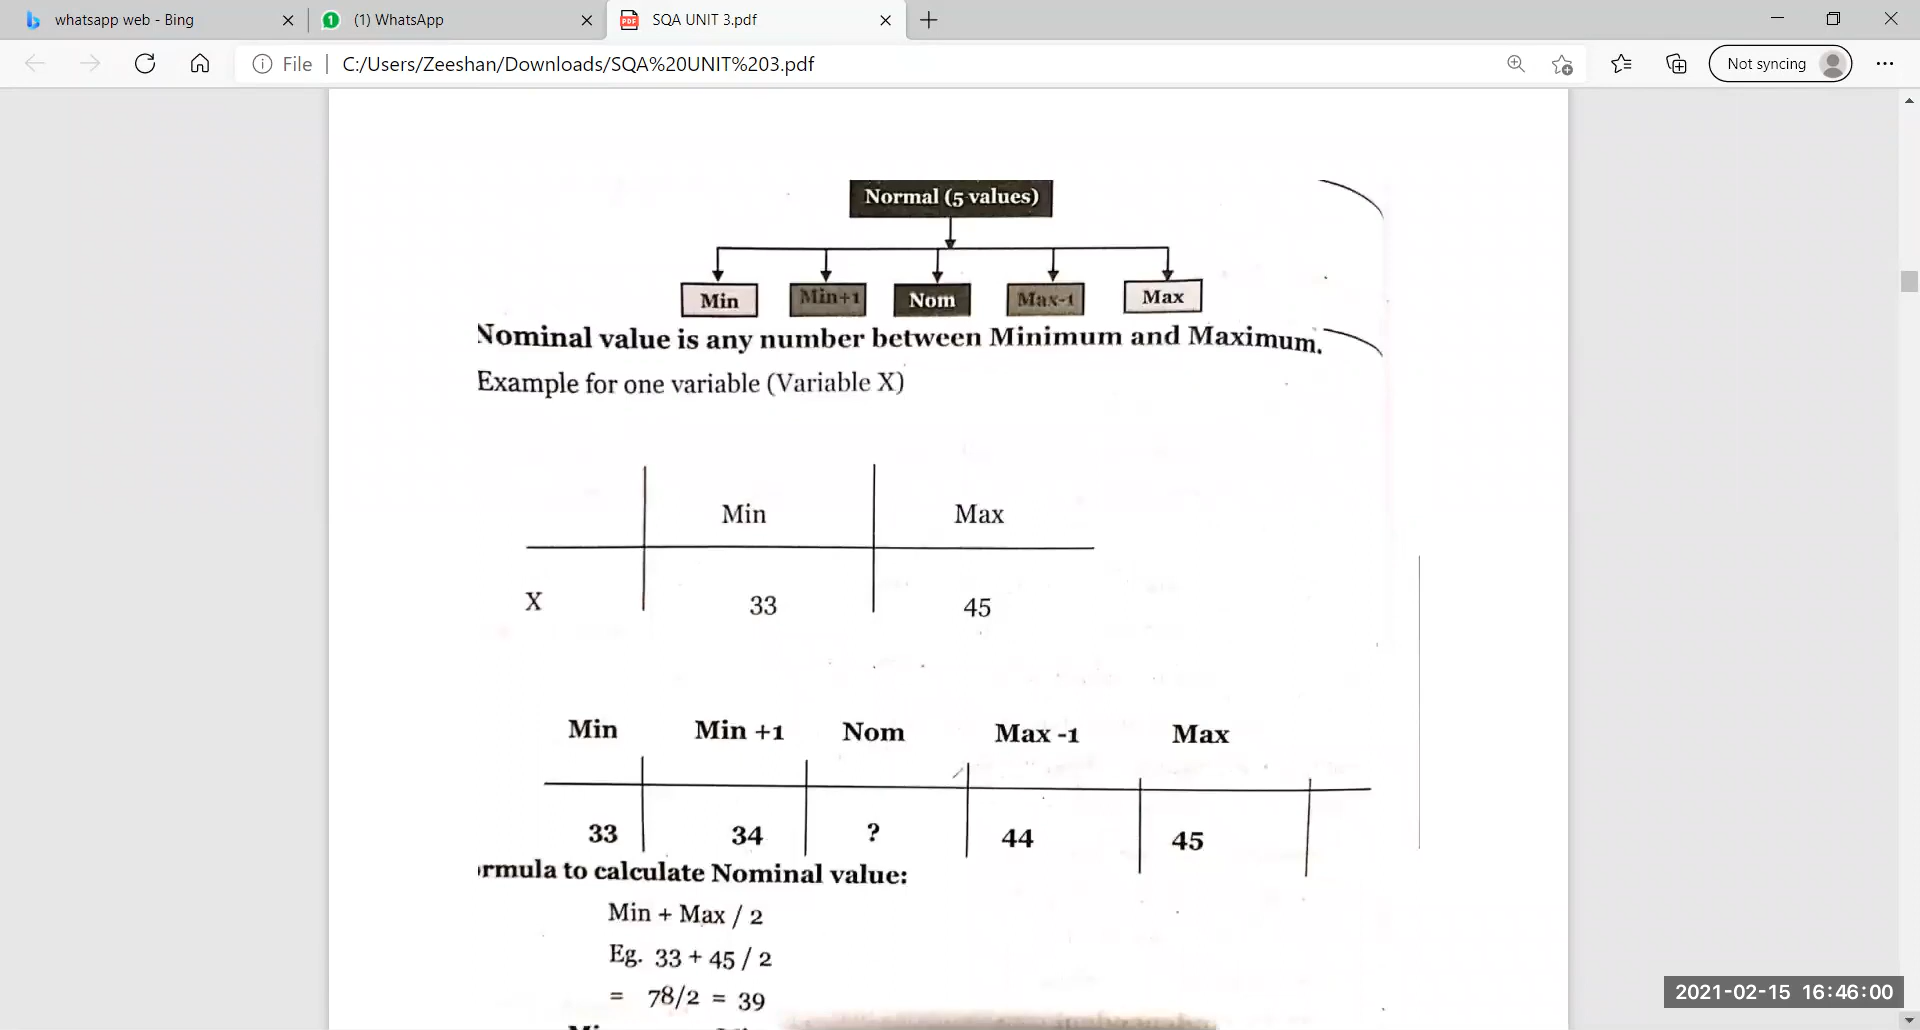 whatsapp web - Bing
1 (1) WhatsApp
PDF SQA UNIT 3.pdf
File C:/Users/Zeeshan/Downloads/SQA%20UNIT%203.pdf
Not syncing
Normal (5 values)
Min Min+1 Nom Max-1 Max
Nominal value is any number between Minimum and Maximum.
Example for one variable (Variable X)
Min Max
X 33 45
Min Min +1 Nom Max -1 Max
33 34 ? 44 45
rmula to calculate Nominal value:
Min + Max / 2
Eg. 33 + 45 / 2
= 78/2 = 39
2021-02-15 16:46:00